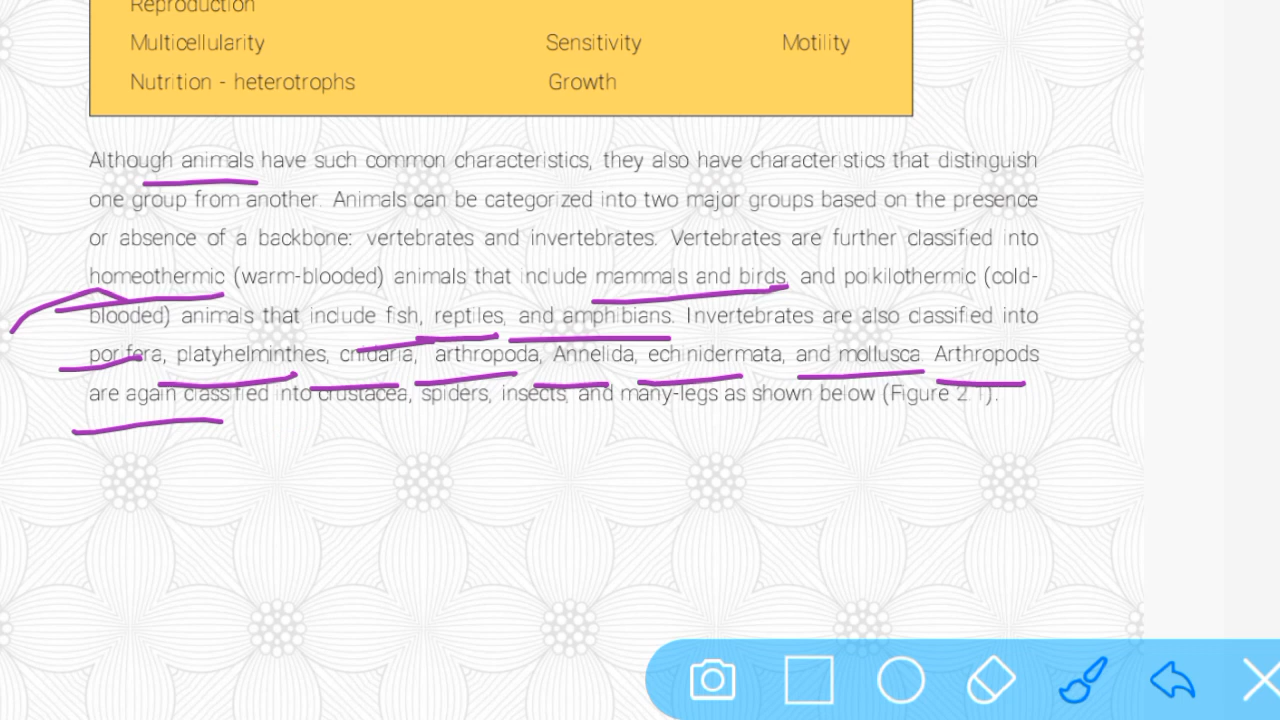 Reproduction
Multicellularity Sensitivity Motility
Nutrition - heterotrophs Growth
Although animals have such common characteristics, they also have characteristics that distinguish
one group from another. Animals can be categorized into two major groups based on the presence
or absence of a backbone: vertebrates and invertebrates. Vertebrates are further classified into
homeothermic (warm-blooded) animals that include mammals and birds, and poikilothermic (cold-
blooded) animals that include fish, reptiles, and amphibians. Invertebrates are also classified into
porifera, platyhelminthes, cnidaria, arthropoda, Annelida, echinidermata, and mollusca. Arthropods
are again classified into crustacea, spiders, insects, and many-legs as shown below (Figure 2.1).